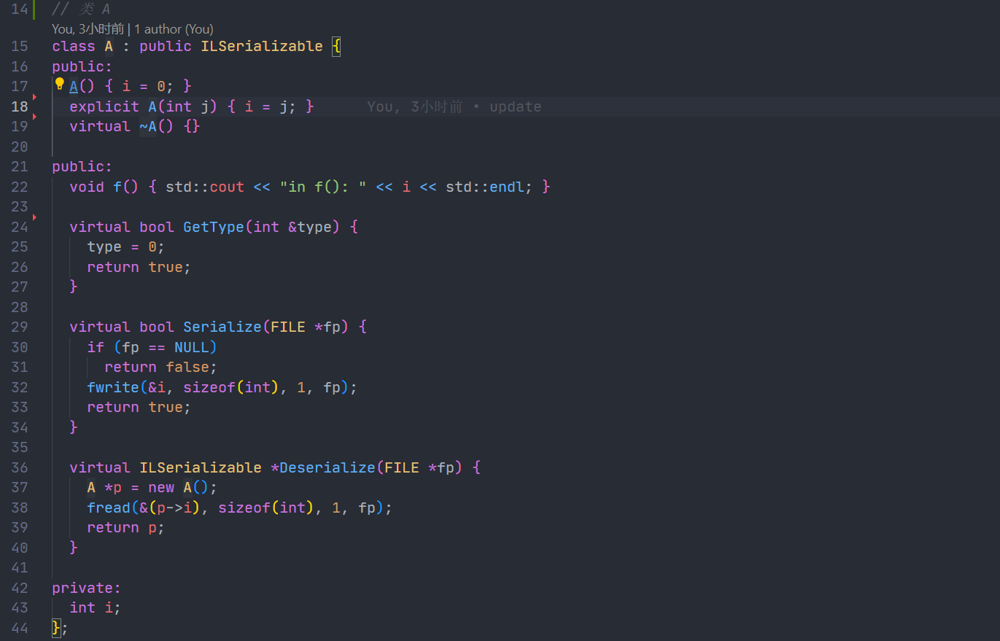 14 // 类 A
You, 3小时前 | 1 author (You)
15 class A : public ILSerializable {
16 public:
17   A() { i = 0; }
18   explicit A(int j) { i = j; }      You, 3小时前 • update
19   virtual ~A() {}
20
21 public:
22   void f() { std::cout << "in f(): " << i << std::endl; }
23
24   virtual bool GetType(int &type) {
25     type = 0;
26     return true;
27   }
28
29   virtual bool Serialize(FILE *fp) {
30     if (fp == NULL)
31       return false;
32     fwrite(&i, sizeof(int), 1, fp);
33     return true;
34   }
35
36   virtual ILSerializable *Deserialize(FILE *fp) {
37     A *p = new A();
38     fread(&(p->i), sizeof(int), 1, fp);
39     return p;
40   }
41
42 private:
43   int i;
44 };